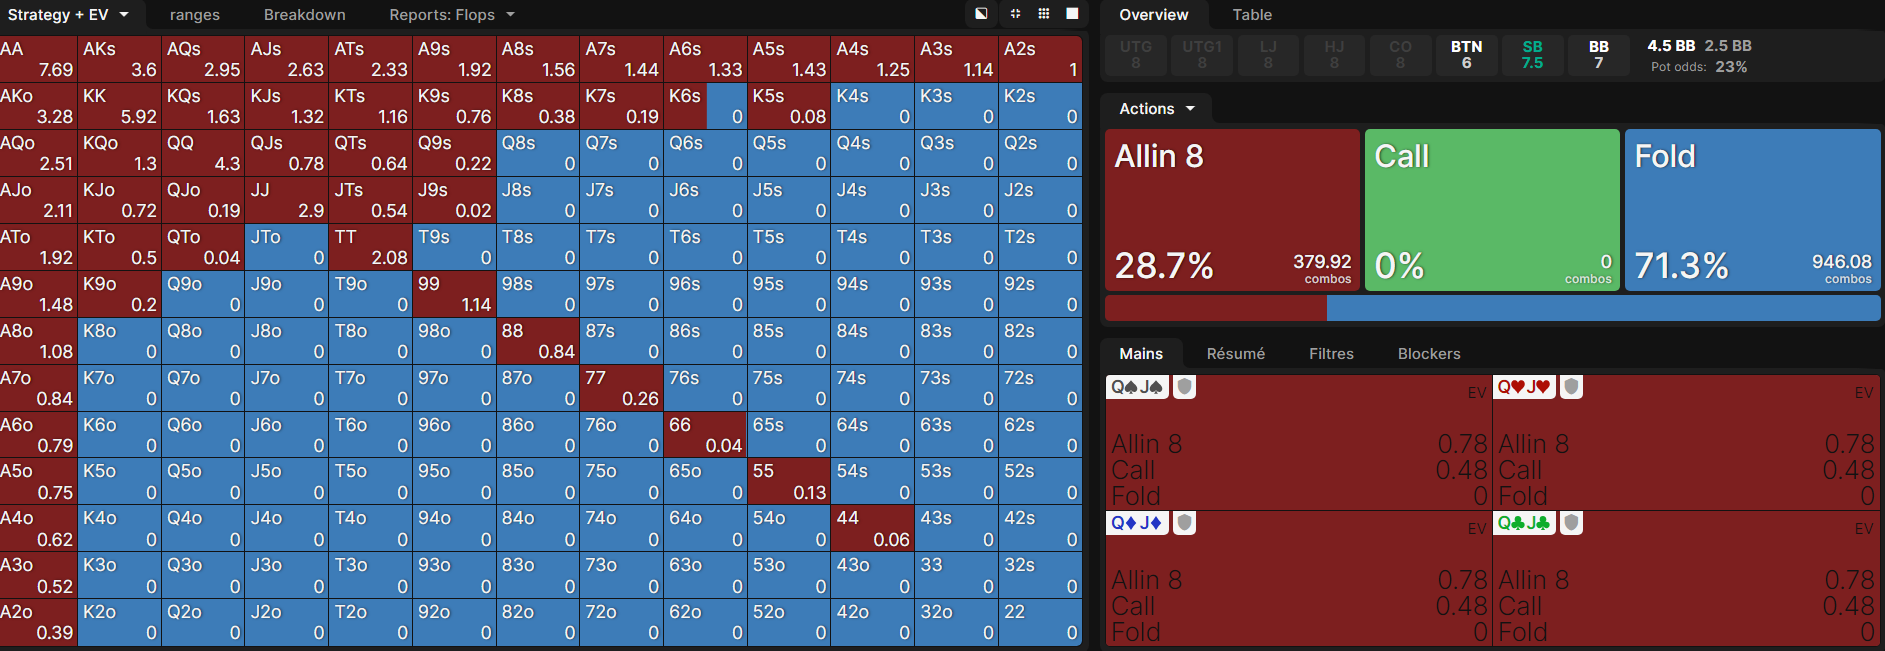 Strategy + EV ranges Breakdown Reports: Flops
AA AKs AQs AJs ATs A9s A8s A7s A6s A5s A4s A3s A2s
7.69 3.6 2.95 2.63 2.33 1.92 1.56 1.44 1.33 1.43 1.25 1.14 1
AKo KK KQs KJs KTs K9s K8s K7s K6s K5s K4s K3s K2s
3.28 5.92 1.63 1.32 1.16 0.76 0.38 0.19 0 0.08 0 0 0
AQo KQo QQ QJs QTs Q9s Q8s Q7s Q6s Q5s Q4s Q3s Q2s
2.51 1.3 4.3 0.78 0.64 0.22 0 0 0 0 0 0 0
AJo KJo QJo JJ JTs J9s J8s J7s J6s J5s J4s J3s J2s
2.11 0.72 0.19 2.9 0.54 0.02 0 0 0 0 0 0 0
ATo KTo QTo JTo TT T9s T8s T7s T6s T5s T4s T3s T2s
1.92 0.5 0.04 0 2.08 0 0 0 0 0 0 0 0
A9o K9o Q9o J9o T9o 99 98s 97s 96s 95s 94s 93s 92s
1.48 0.2 0 0 0 1.14 0 0 0 0 0 0 0
A8o K8o Q8o J8o T8o 98o 88 87s 86s 85s 84s 83s 82s
1.08 0 0 0 0 0 0.84 0 0 0 0 0 0
A7o K7o Q7o J7o T7o 97o 87o 77 76s 75s 74s 73s 72s
0.84 0 0 0 0 0 0 0.26 0 0 0 0 0
A6o K6o Q6o J6o T6o 96o 86o 76o 66 65s 64s 63s 62s
0.79 0 0 0 0 0 0 0 0.04 0 0 0 0
A5o K5o Q5o J5o T5o 95o 85o 75o 65o 55 54s 53s 52s
0.75 0 0 0 0 0 0 0 0 0.13 0 0 0
A4o K4o Q4o J4o T4o 94o 84o 74o 64o 54o 44 43s 42s
0.62 0 0 0 0 0 0 0 0 0 0.06 0 0
A3o K3o Q3o J3o T3o 93o 83o 73o 63o 53o 43o 33 32s
0.52 0 0 0 0 0 0 0 0 0 0 0 0
A2o K2o Q2o J2o T2o 92o 82o 72o 62o 52o 42o 32o 22
0.39 0 0 0 0 0 0 0 0 0 0 0 0
Overview Table
UTG UTG1 LJ HJ CO BTN SB BB 4.5 BB 2.5 BB
8 8 8 8 8 6 7.5 7 Pot odds: 23%
Actions
Allin 8 Call Fold
28.7% 379.92 0% 0 71.3% 946.08
combos combos combos
Mains Résumé Filtres Blockers
Q♠J♠ EV Q♥J♥ EV
Allin 8 0.78 Allin 8 0.78
Call 0.48 Call 0.48
Fold 0 Fold 0
Q♦J♦ EV Q♣J♣ EV
Allin 8 0.78 Allin 8 0.78
Call 0.48 Call 0.48
Fold 0 Fold 0